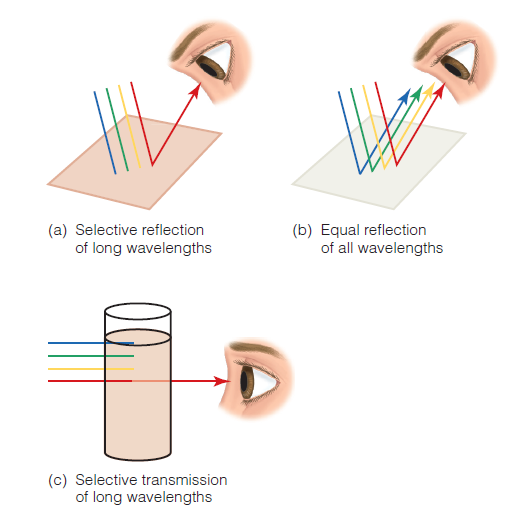 (a) Selective reflection
of long wavelengths
(b) Equal reflection
of all wavelengths
(c) Selective transmission
of long wavelengths